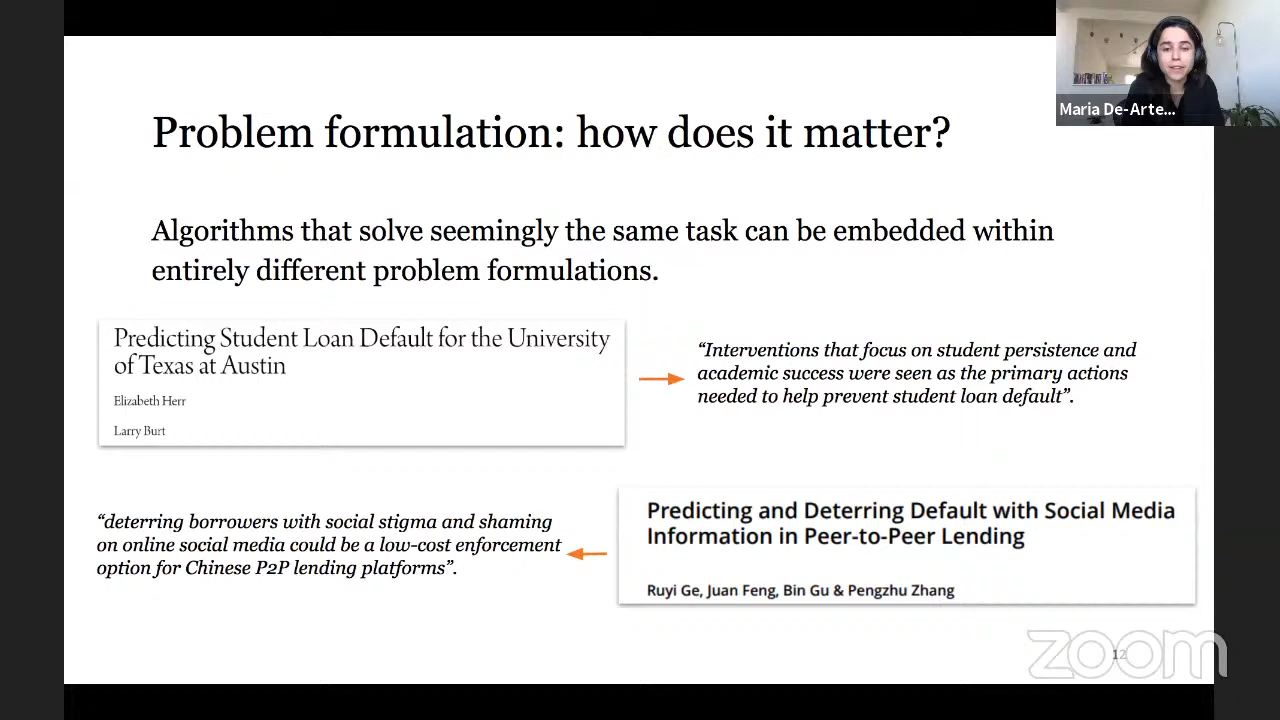 Maria De-Arte...
Problem formulation: how does it matter?
Algorithms that solve seemingly the same task can be embedded within
entirely different problem formulations.
Predicting Student Loan Default for the University
of Texas at Austin
Elizabeth Herr
Larry Burt
“Interventions that focus on student persistence and
academic success were seen as the primary actions
needed to help prevent student loan default”.
“deterring borrowers with social stigma and shaming
on online social media could be a low-cost enforcement
option for Chinese P2P lending platforms”.
Predicting and Deterring Default with Social Media
Information in Peer-to-Peer Lending
Ruyi Ge, Juan Feng, Bin Gu & Pengzhu Zhang
zoom
12